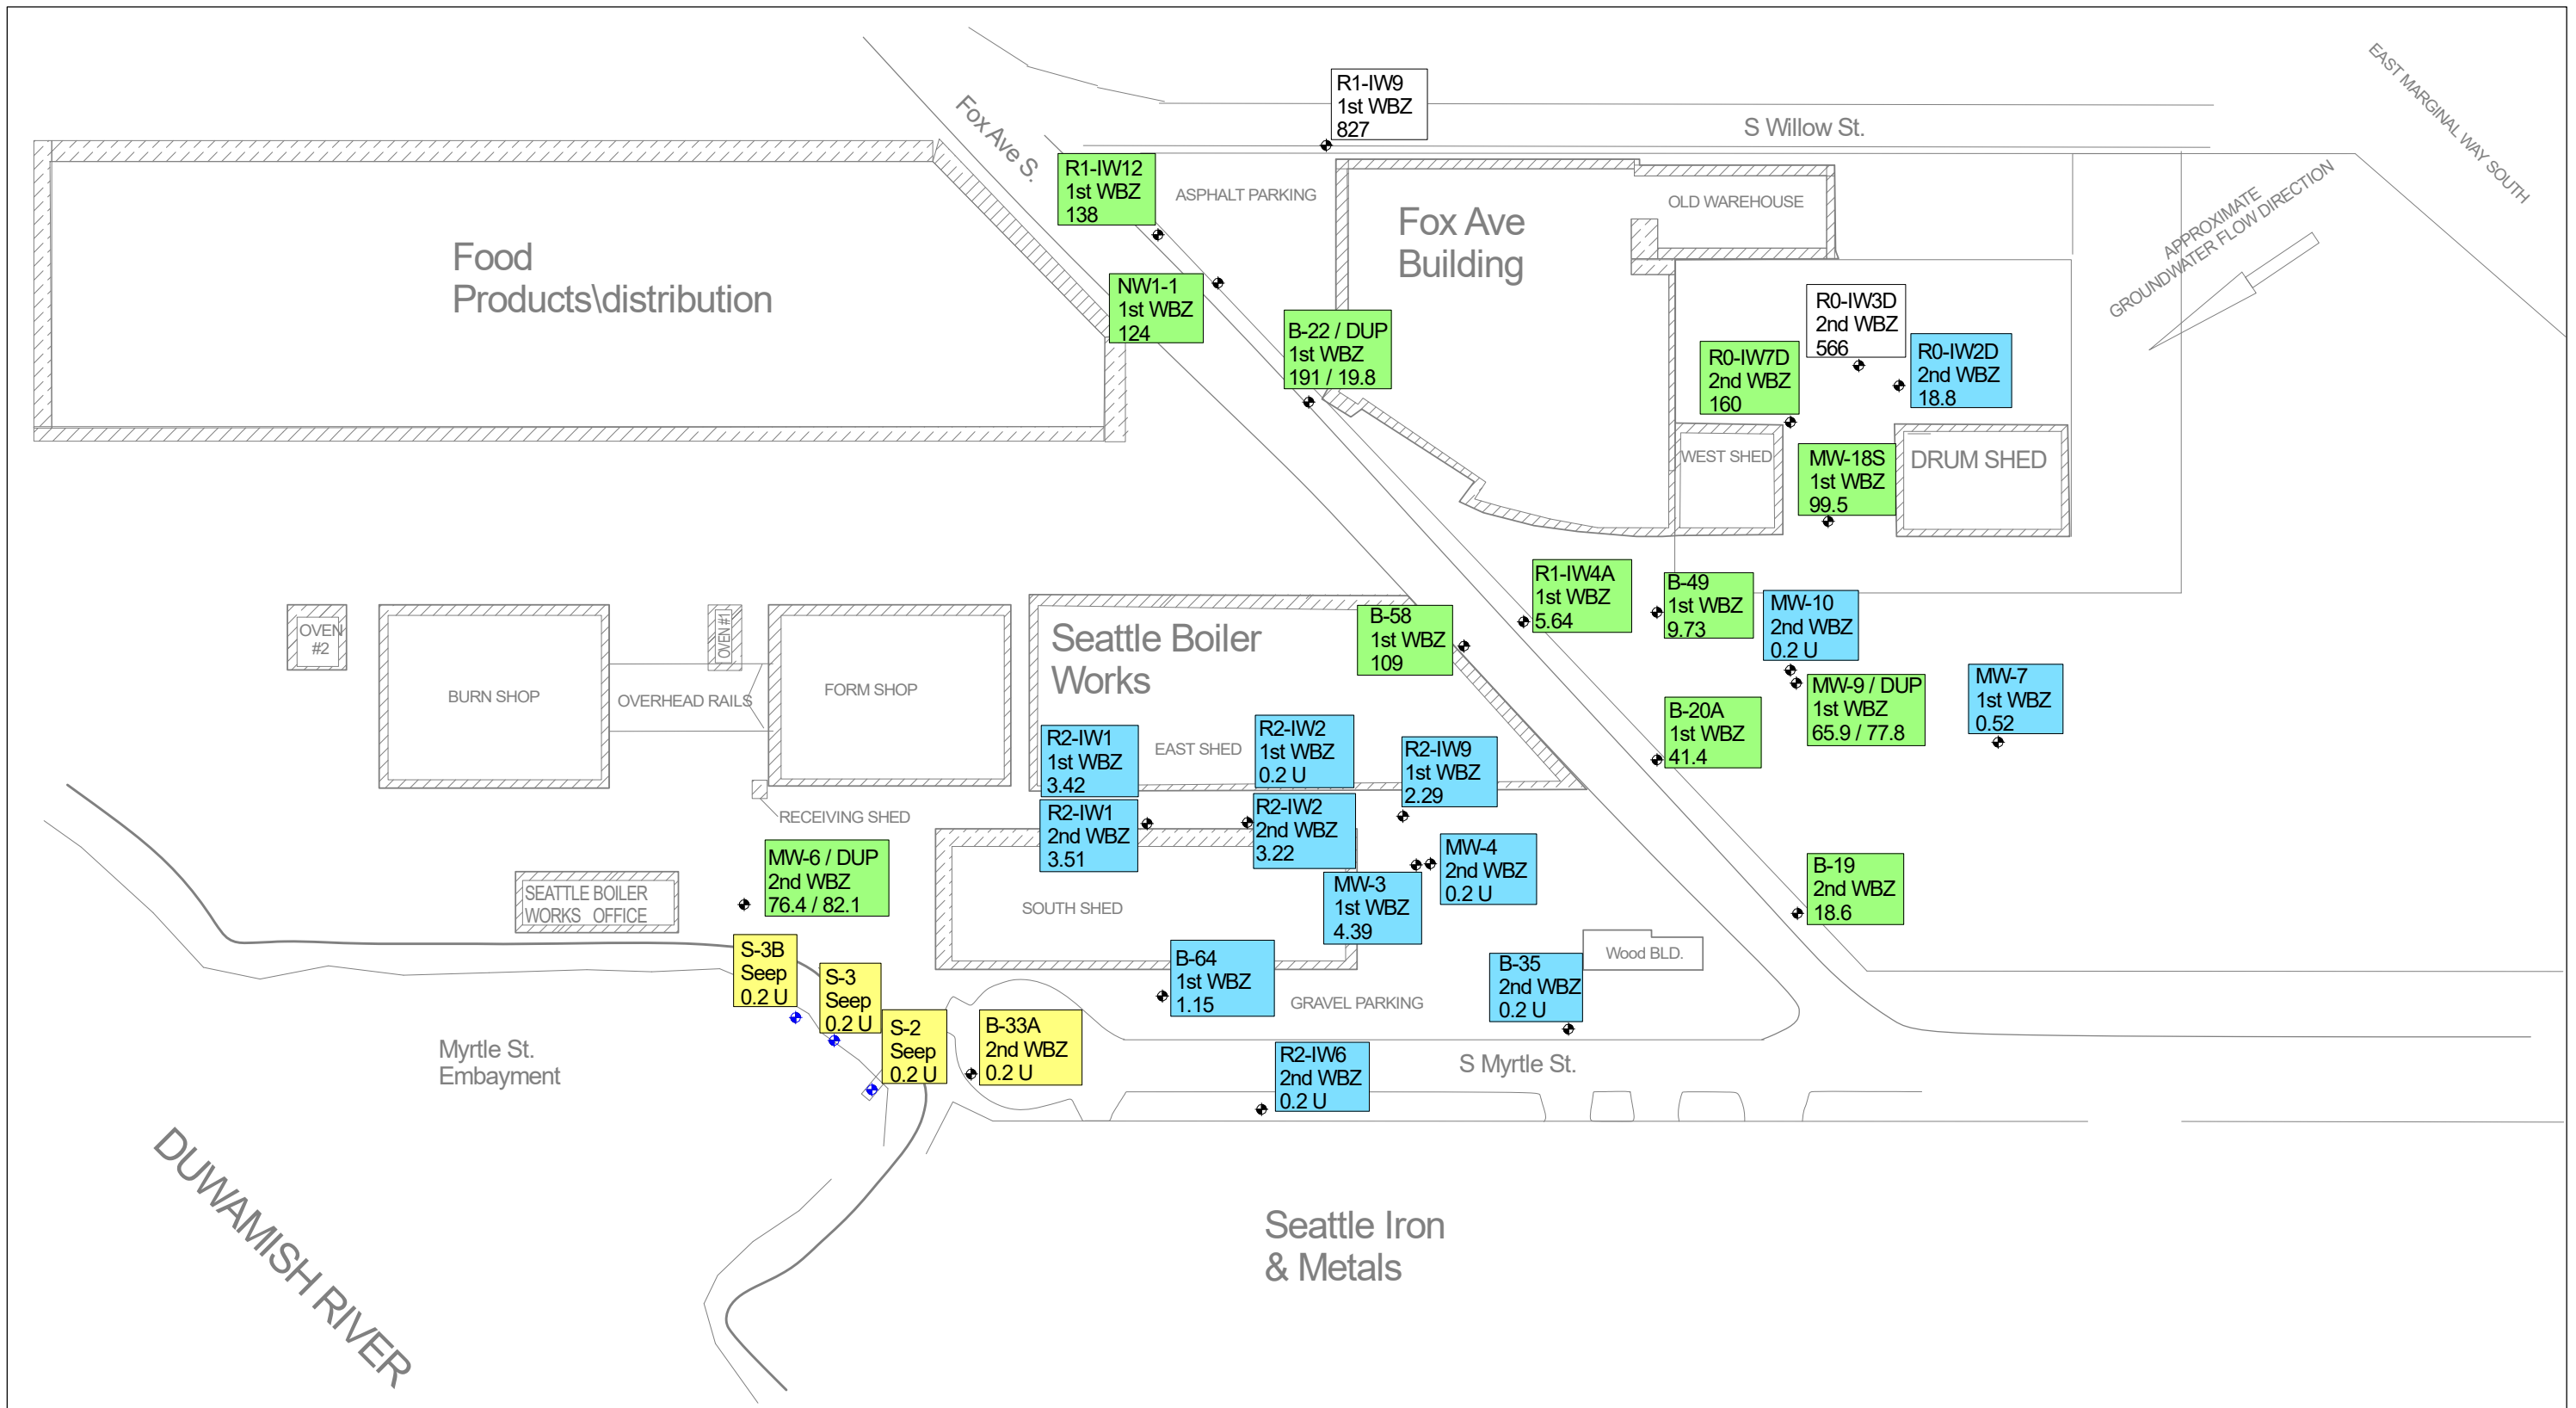 R1-IW9
1st WBZ
827
S Willow St.
EAST MARGINAL WAY SOUTH
Fox Ave S.
R1-IW12
1st WBZ
138
ASPHALT PARKING
OLD WAREHOUSE
Fox Ave
Building
APPROXIMATE
GROUNDWATER FLOW DIRECTION
Food
Products\distribution
NW1-1
1st WBZ
124
B-22 / DUP
1st WBZ
191 / 19.8
R0-IW3D
2nd WBZ
566
R0-IW7D
2nd WBZ
160
R0-IW2D
2nd WBZ
18.8
WEST SHED
MW-18S
1st WBZ
99.5
DRUM SHED
R1-IW4A
1st WBZ
5.64
B-49
1st WBZ
9.73
MW-10
2nd WBZ
0.2 U
OVEN
#2
BURN SHOP
OVEN #1
OVERHEAD RAILS
FORM SHOP
Seattle Boiler
Works
B-58
1st WBZ
109
MW-9 / DUP
1st WBZ
65.9 / 77.8
MW-7
1st WBZ
0.52
B-20A
1st WBZ
41.4
R2-IW1
1st WBZ
3.42
EAST SHED
R2-IW2
1st WBZ
0.2 U
R2-IW9
1st WBZ
2.29
RECEIVING SHED
R2-IW1
2nd WBZ
3.51
R2-IW2
2nd WBZ
3.22
MW-4
2nd WBZ
0.2 U
MW-6 / DUP
2nd WBZ
76.4 / 82.1
SEATTLE BOILER
WORKS OFFICE
SOUTH SHED
MW-3
1st WBZ
4.39
B-19
2nd WBZ
18.6
S-3B
Seep
0.2 U
S-3
Seep
0.2 U
S-2
Seep
0.2 U
B-33A
2nd WBZ
0.2 U
B-64
1st WBZ
1.15
GRAVEL PARKING
B-35
2nd WBZ
0.2 U
Wood BLD.
Myrtle St.
Embayment
R2-IW6
2nd WBZ
0.2 U
S Myrtle St.
DUWAMISH RIVER
Seattle Iron
& Metals